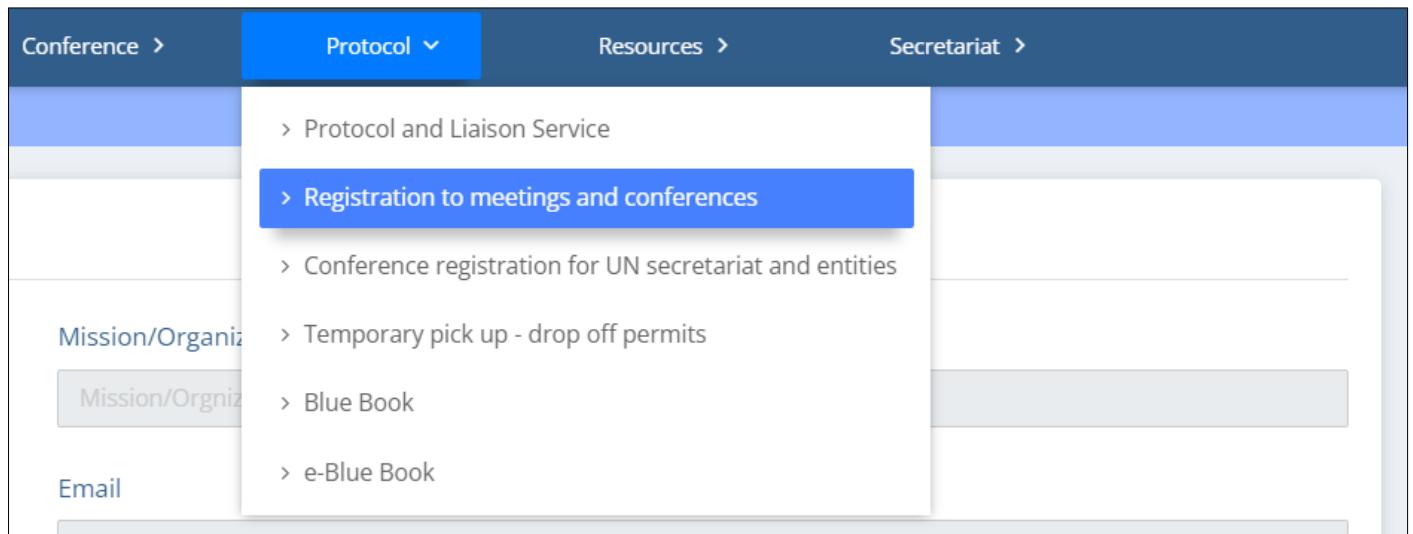 Conference > Protocol Resources > Secretariat >
> Protocol and Liaison Service
> Registration to meetings and conferences
> Conference registration for UN secretariat and entities
Mission/Organiz
> Temporary pick up - drop off permits
Mission/Orgniz
> Blue Book
> e-Blue Book
Email